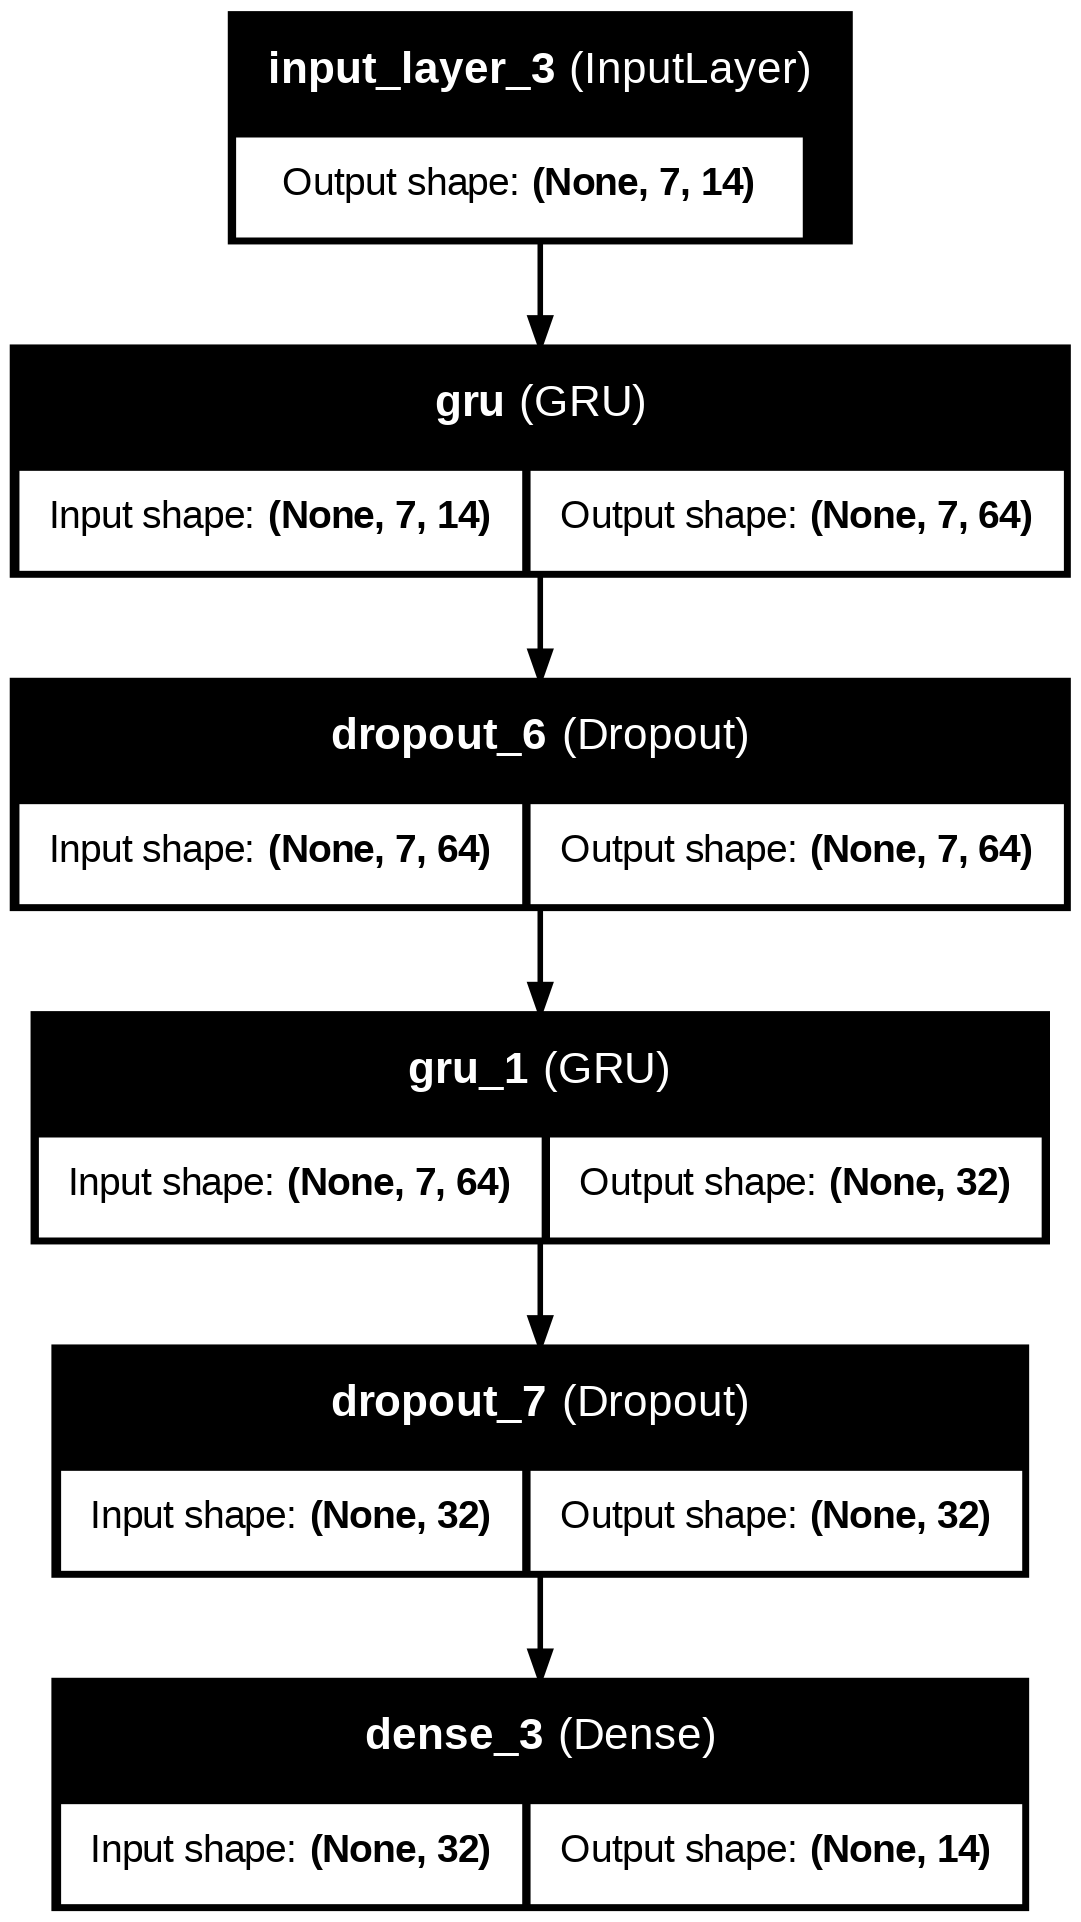 input_layer_3 (InputLayer)
Output shape: (None, 7, 14)
gru (GRU)
Input shape: (None, 7, 14) Output shape: (None, 7, 64)
dropout_6 (Dropout)
Input shape: (None, 7, 64) Output shape: (None, 7, 64)
gru_1 (GRU)
Input shape: (None, 7, 64) Output shape: (None, 32)
dropout_7 (Dropout)
Input shape: (None, 32) Output shape: (None, 32)
dense_3 (Dense)
Input shape: (None, 32) Output shape: (None, 14)